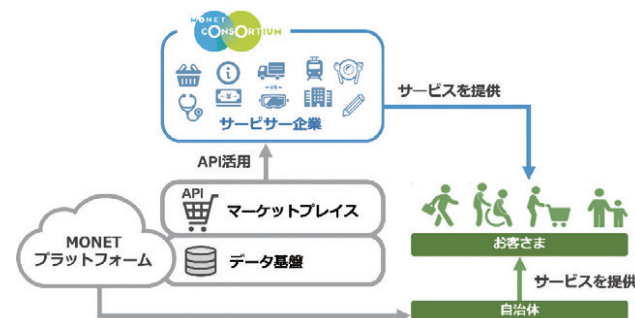 MONET
CONSORTIUM
-VR-
-¥-
サービサー企業
サービスを提供
API活用
API
マーケットプレイス
MONET
プラットフォーム
データ基盤
お客さま
サービスを提供
自治体